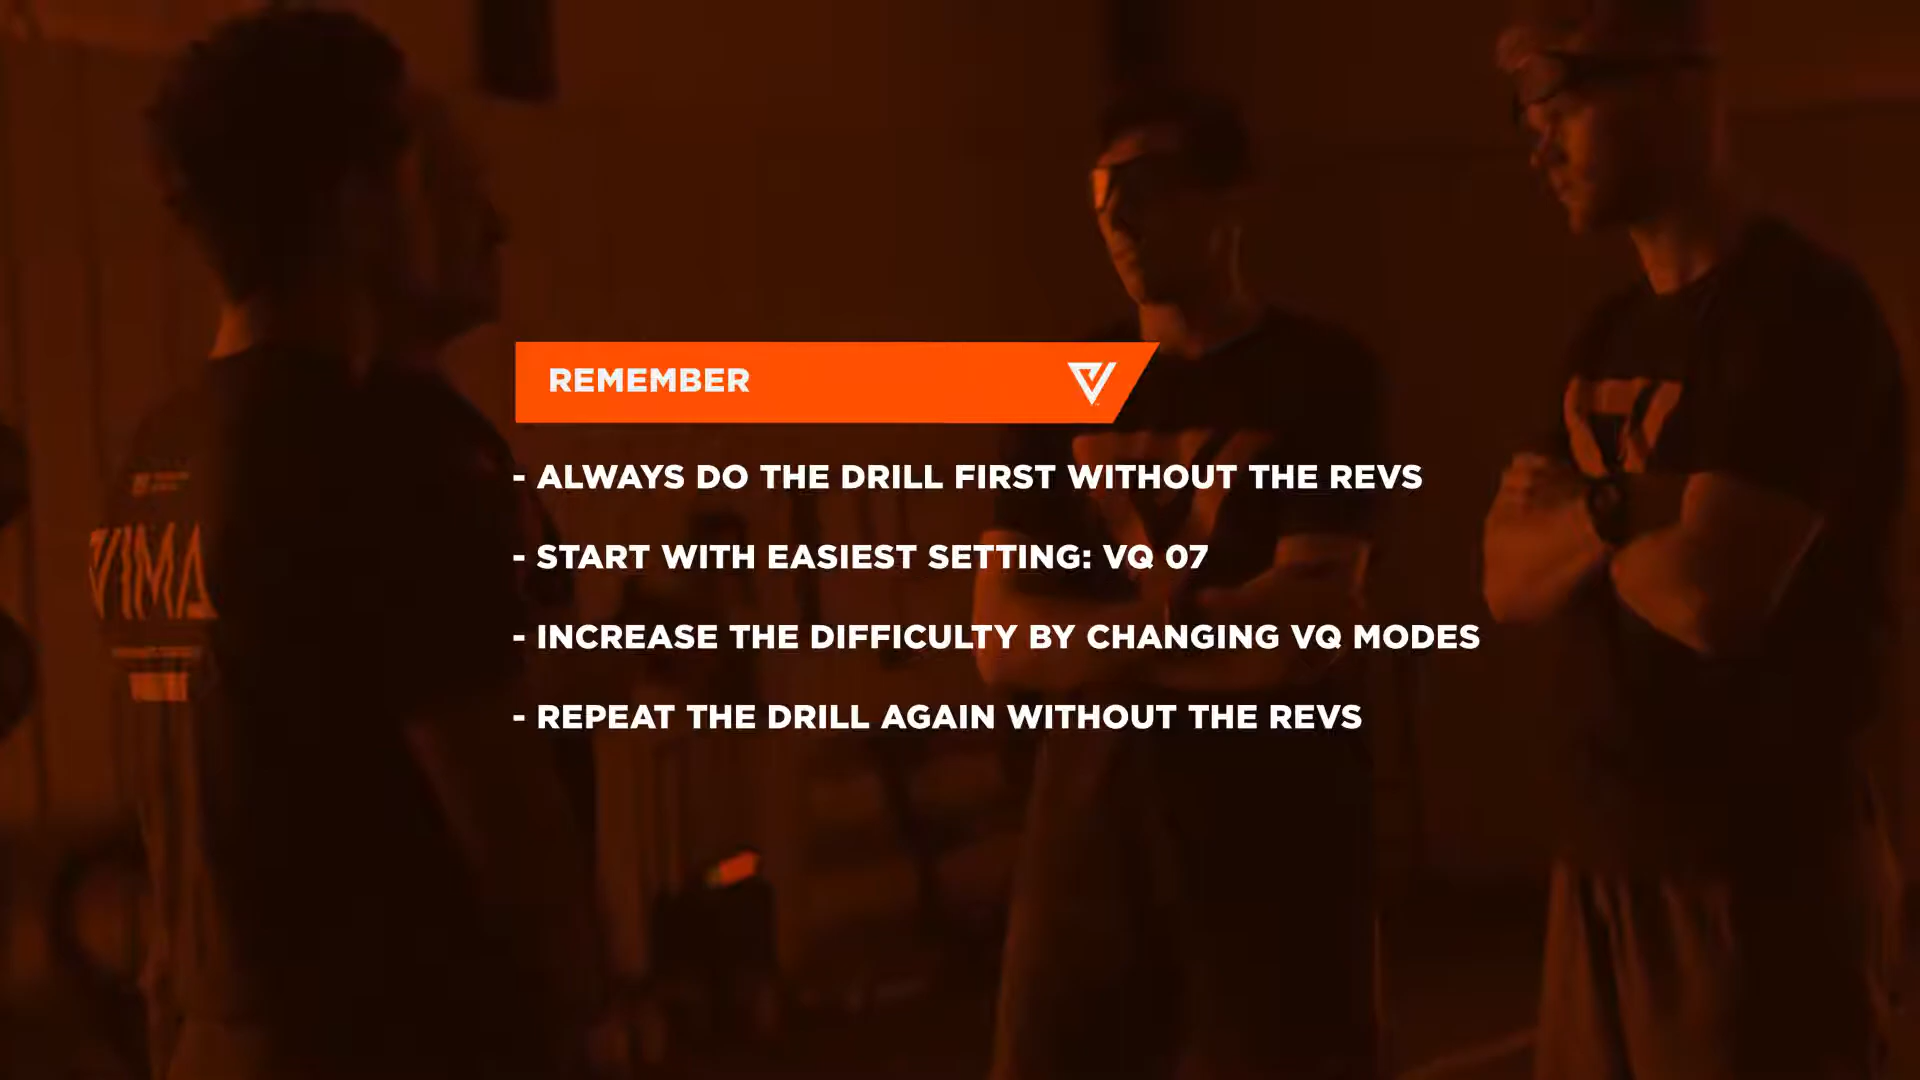 REMEMBER
- ALWAYS DO THE DRILL FIRST WITHOUT THE REVS
- START WITH EASIEST SETTING: VQ 07
- INCREASE THE DIFFICULTY BY CHANGING VQ MODES
- REPEAT THE DRILL AGAIN WITHOUT THE REVS
VIMA